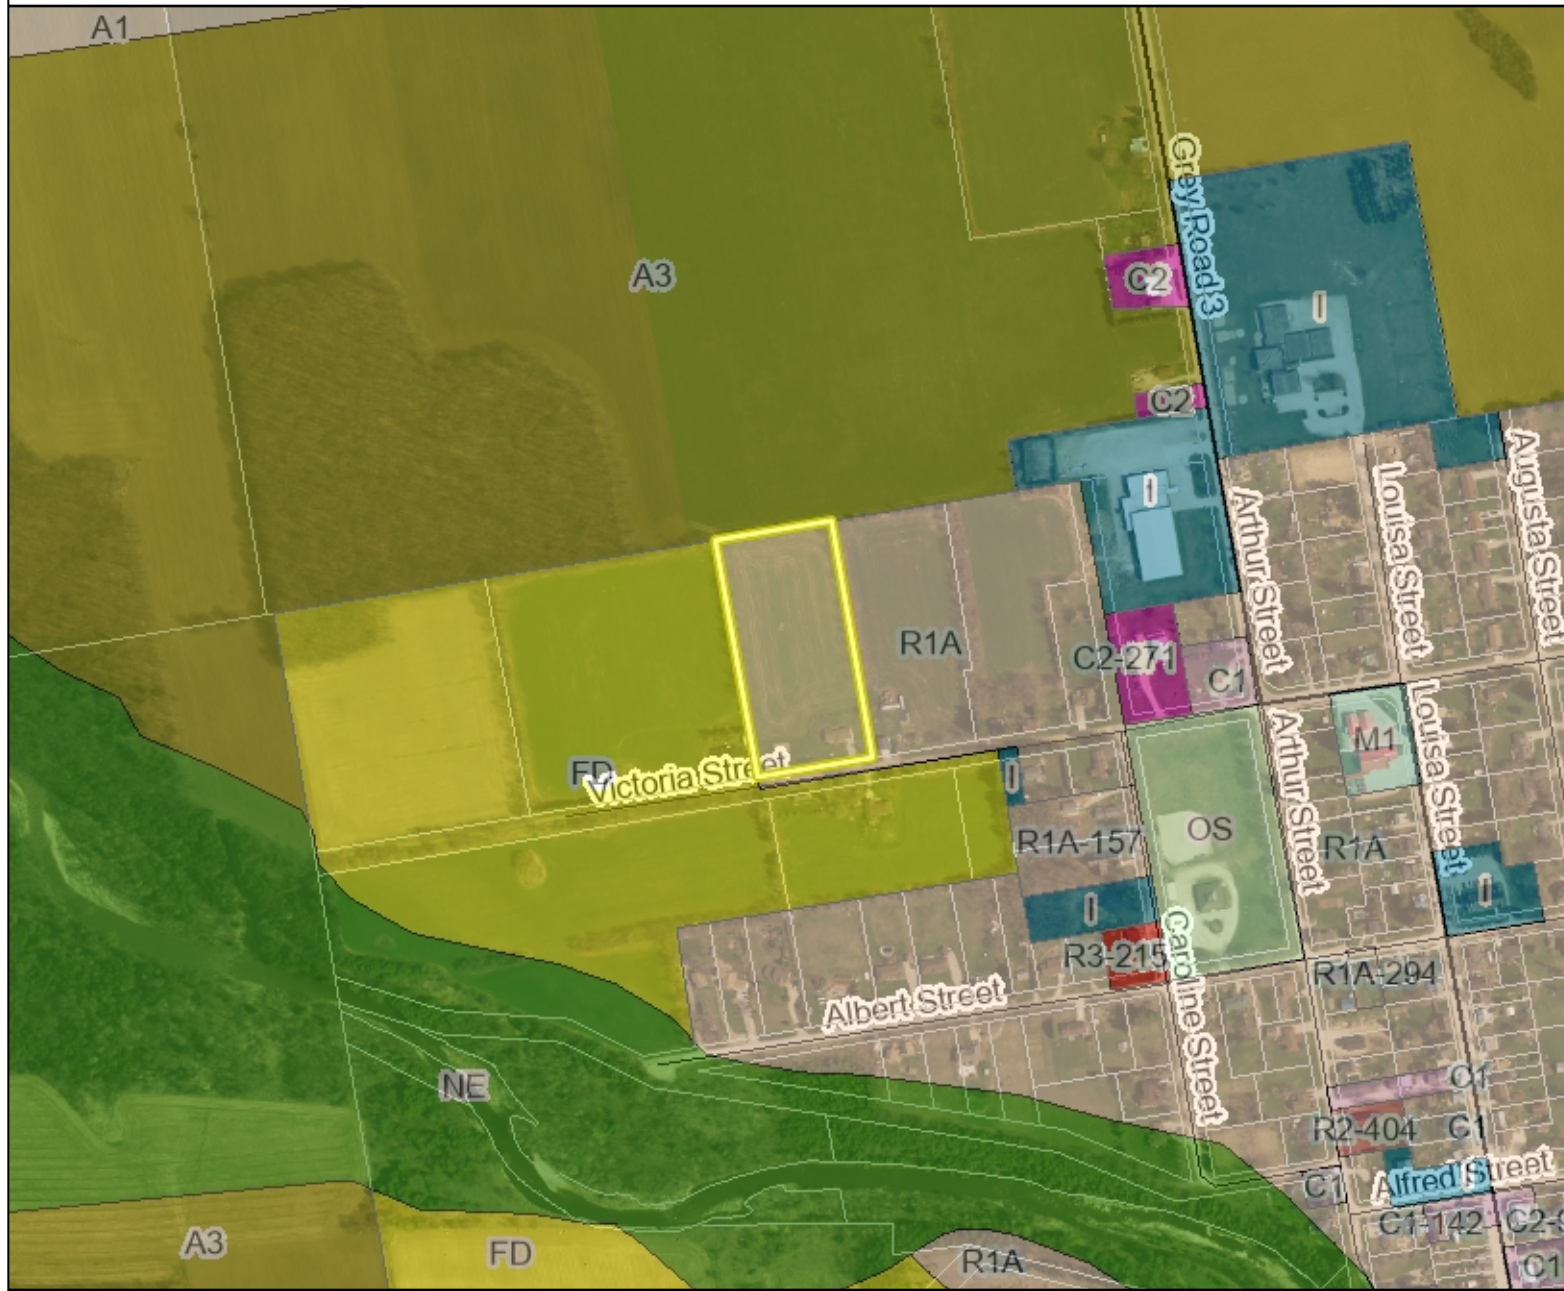 A1
Grey Road 3
A3
C2
I
C2
I
Arthur Street
Louisa Street
Augusta Street
R1A
C2-271
C1
FD
Victoria Street
I
Arthur Street
M1
Louisa Street
OS
R1A-157
R1A
I
I
R3-215
Caroline Street
R1A-294
Albert Street
NE
C1
R2-404
C1
C1
Alfred Street
C1-142
A3
FD
R1A
C1